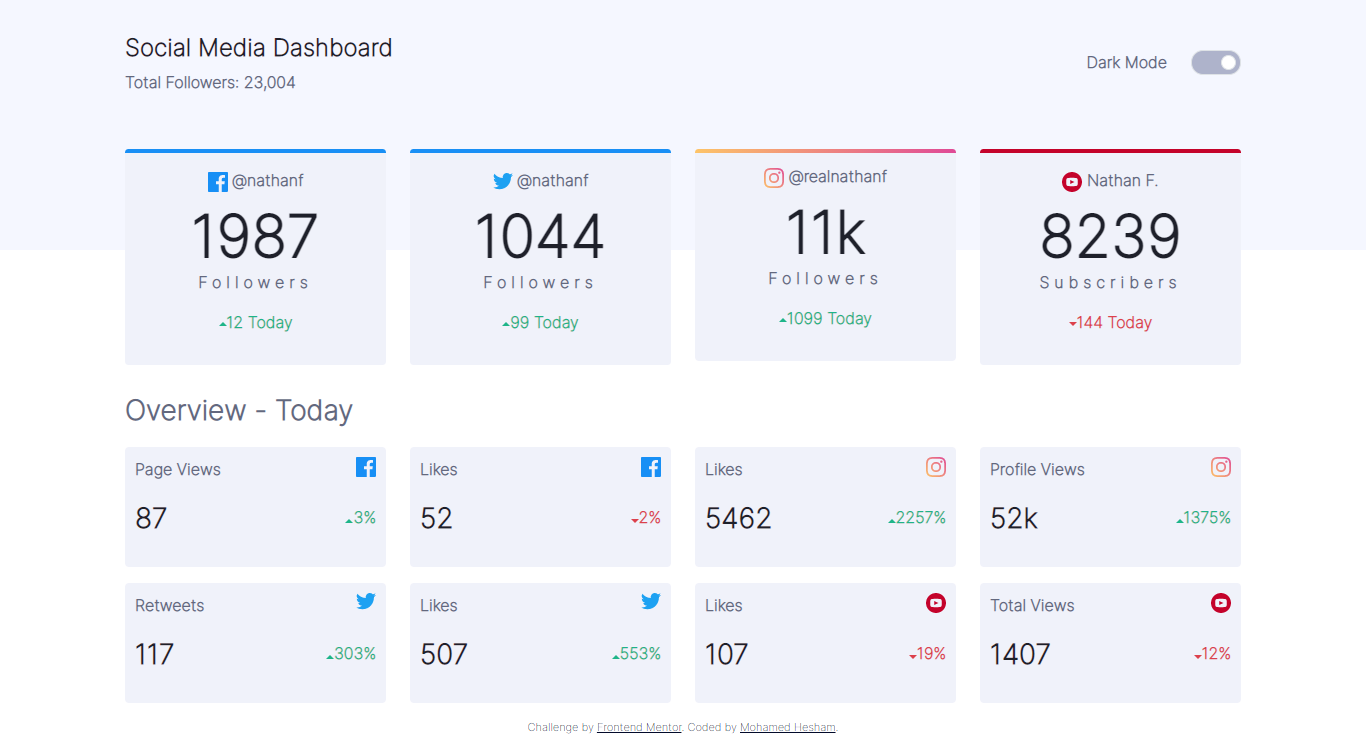 Social Media Dashboard
Total Followers: 23,004
Dark Mode
@nathanf
1987
Followers
12 Today
@nathanf
1044
Followers
99 Today
@realnathanf
11k
Followers
1099 Today
Nathan F.
8239
Subscribers
144 Today
Overview - Today
Page Views
87
3%
Likes
52
2%
Likes
5462
2257%
Profile Views
52k
1375%
Retweets
117
303%
Likes
507
553%
Likes
107
19%
Total Views
1407
12%
Challenge by Frontend Mentor. Coded by Mohamed Hesham.